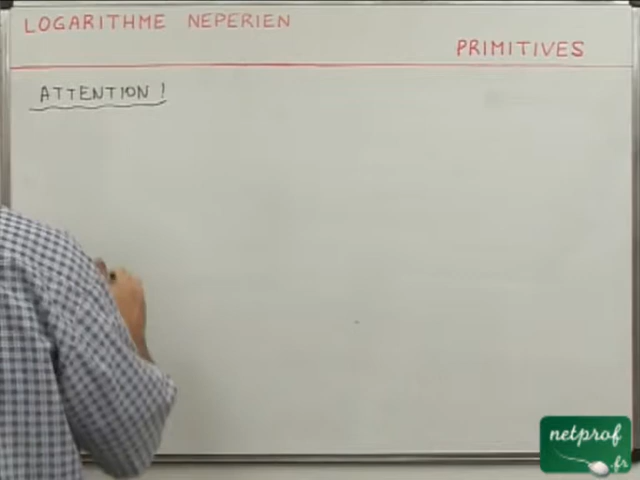 LOGARITHME NEPERIEN
PRIMITIVES
ATTENTION !
netprof
.fr